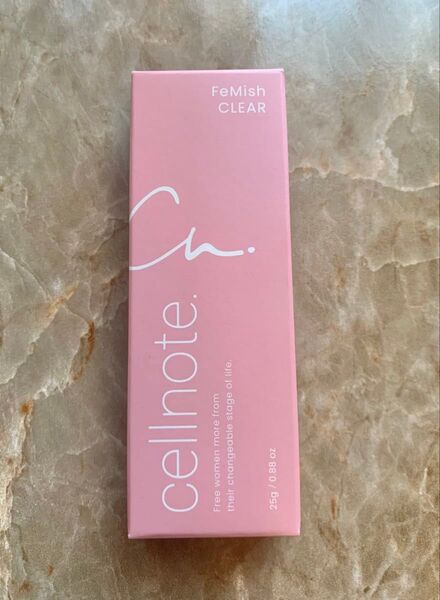 FeMish
CLEAR
Cn.
cellnote.
Free women more from
their changeable stage of life.
25g / 0.88 oz